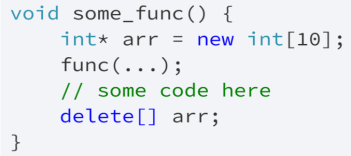 void some_func() {
    int* arr = new int[10];
    func(...);
    // some code here
    delete[] arr;
}